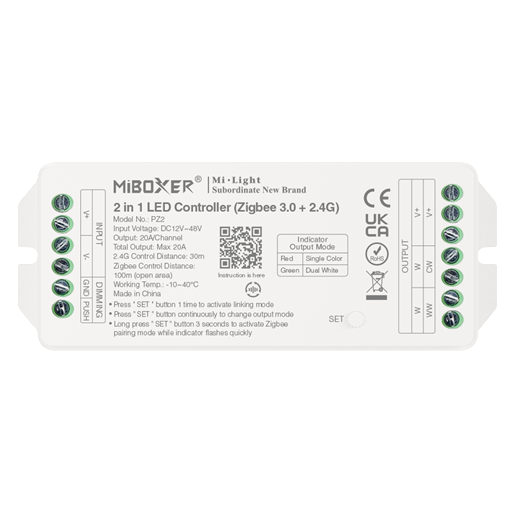 MiBOXER®
Mi·Light
Subordinate New Brand
2 in 1 LED Controller (Zigbee 3.0 + 2.4G)
Model No.: PZ2
Input Voltage: DC12V~48V
Output: 20A/Channel
Total Output: Max 20A
2.4G Control Distance: 30m
Zigbee Control Distance:
100m (open area)
Working Temp.: -10~40°C
Made in China
• Press " SET " button 1 time to activate linking mode
• Press " SET " button continuously to change output mode
• Long press " SET " button 3 seconds to activate Zigbee
pairing mode while indicator flashes quickly
Indicator
Output Mode
Red Single Color
Green Dual White
CE
UK
CA
RoHS
SET
V+
V-
INPUT
GND
PUSH
DIMMING
OUTPUT
V+ V+
W CW
W WW